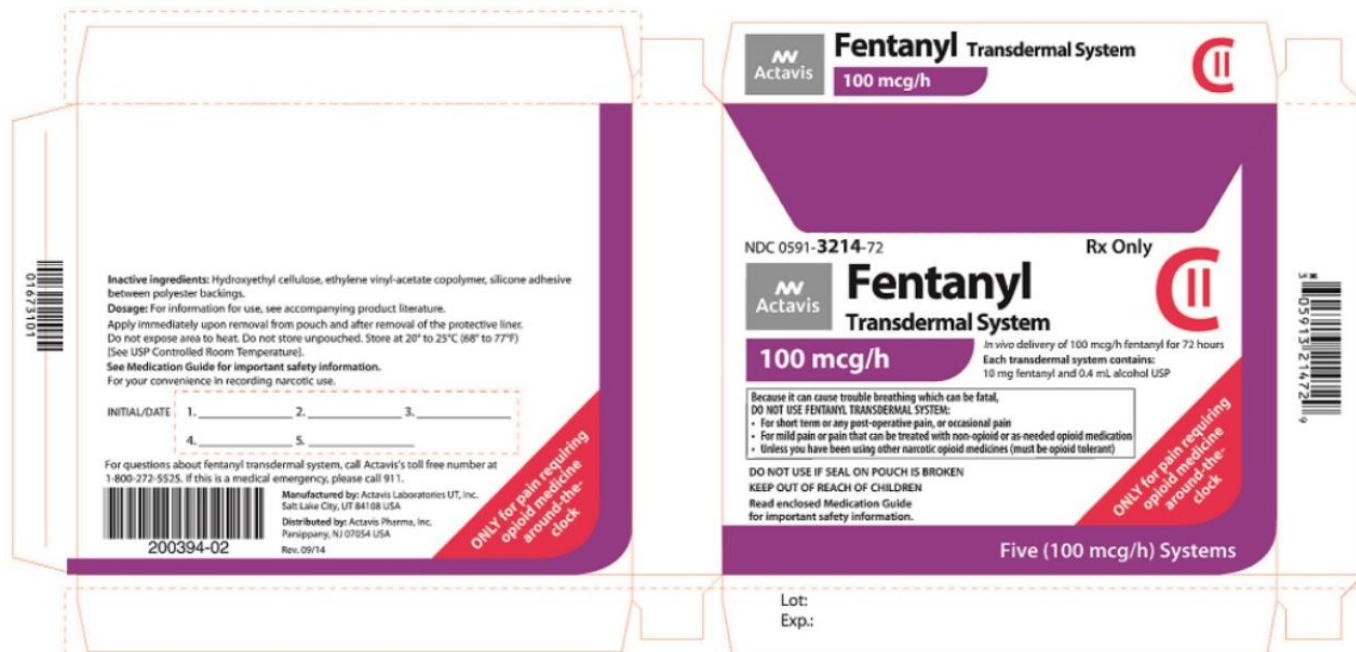 Actavis
Fentanyl Transdermal System
100 mcg/h
CII
NDC 0591-3214-72
Rx Only
Actavis
Fentanyl
Transdermal System
CII
100 mcg/h
In vivo delivery of 100 mcg/h fentanyl for 72 hours
Each transdermal system contains:
10 mg fentanyl and 0.4 mL alcohol USP
Because it can cause trouble breathing which can be fatal,
DO NOT USE FENTANYL TRANSDERMAL SYSTEM:
• For short term or any post-operative pain, or occasional pain
• For mild pain or pain that can be treated with non-opioid or as-needed opioid medication
• Unless you have been using other narcotic opioid medicines (must be opioid tolerant)
DO NOT USE IF SEAL ON POUCH IS BROKEN
KEEP OUT OF REACH OF CHILDREN
Read enclosed Medication Guide
for important safety information.
ONLY for pain requiring
opioid medicine
around-the-
clock
Five (100 mcg/h) Systems
Lot:
Exp.:
01673101
Inactive ingredients: Hydroxyethyl cellulose, ethylene vinyl-acetate copolymer, silicone adhesive
between polyester backings.
Dosage: For information for use, see accompanying product literature.
Apply immediately upon removal from pouch and after removal of the protective liner.
Do not expose area to heat. Do not store unpouched. Store at 20° to 25°C (68° to 77°F)
[See USP Controlled Room Temperature].
See Medication Guide for important safety information.
For your convenience in recording narcotic use.
INITIAL/DATE 1. 2. 3.
4. 5.
For questions about fentanyl transdermal system, call Actavis's toll free number at
1-800-272-5525. If this is a medical emergency, please call 911.
200394-02
Manufactured by: Actavis Laboratories UT, Inc.
Salt Lake City, UT 84108 USA
Distributed by: Actavis Pharma, Inc.
Parsippany, NJ 07054 USA
Rev. 09/14
ONLY for pain requiring
opioid medicine
around-the-
clock
N
3 0591321472 9